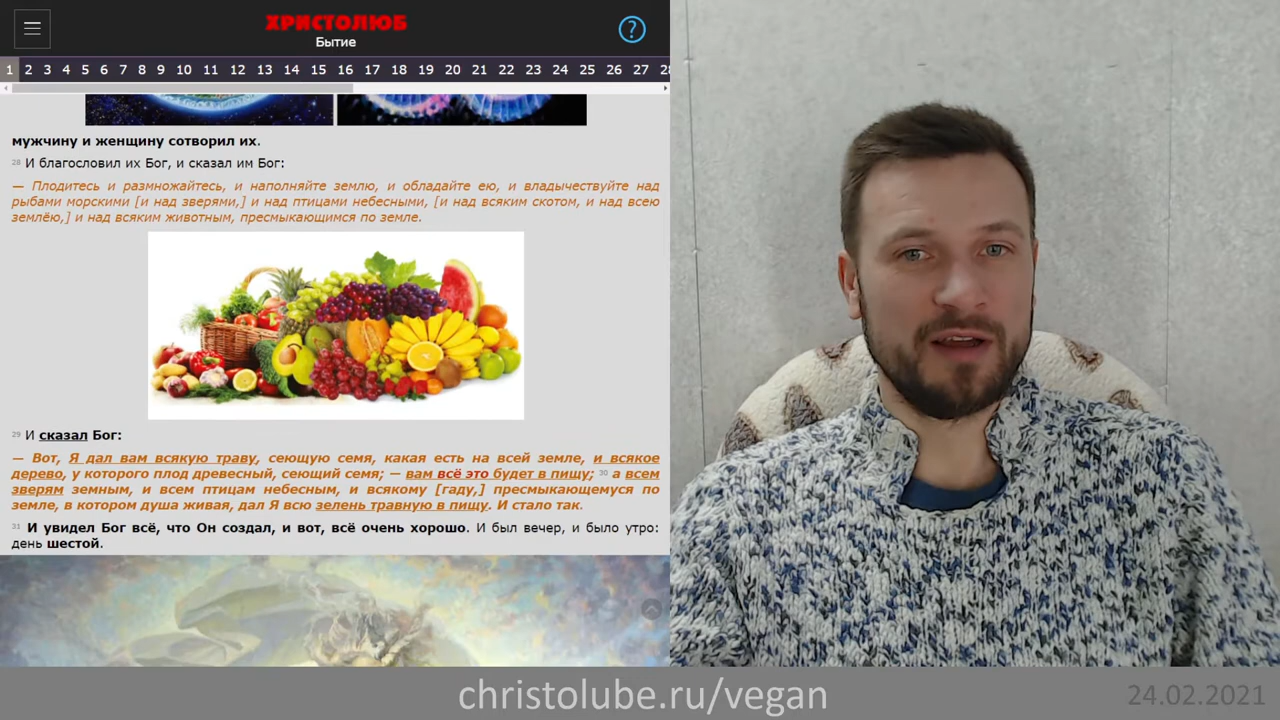 ХРИСТОЛЮБ
Бытие
1 2 3 4 5 6 7 8 9 10 11 12 13 14 15 16 17 18 19 20 21 22 23 24 25 26 27 28
мужчину и женщину сотворил их.
28 И благословил их Бог, и сказал им Бог:
— Плодитесь и размножайтесь, и наполняйте землю, и обладайте ею, и владычествуйте над
рыбами морскими [и над зверями,] и над птицами небесными, [и над всяким скотом, и над всею
землёю,] и над всяким животным, пресмыкающимся по земле.
29 И сказал Бог:
— Вот, Я дал вам всякую траву, сеющую семя, какая есть на всей земле, и всякое
дерево, у которого плод древесный, сеющий семя; — вам всё это будет в пищу; 30 а всем
зверям земным, и всем птицам небесным, и всякому [гаду,] пресмыкающемуся по
земле, в котором душа живая, дал Я всю зелень травную в пищу. И стало так.
31 И увидел Бог всё, что Он создал, и вот, всё очень хорошо. И был вечер, и было утро:
день шестой.
christolube.ru/vegan
24.02.2021